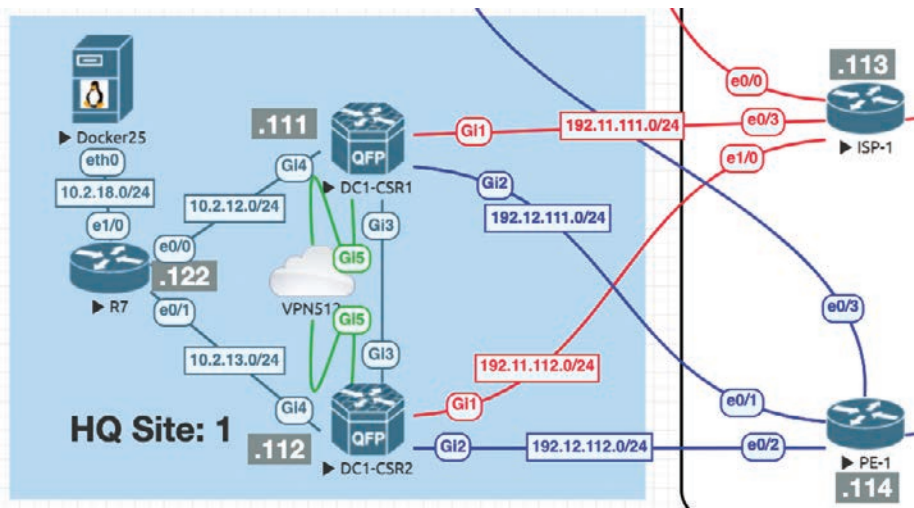 .113
e0/0
.111
Gi1
192.11.111.0/24
e0/3
▶ Docker25
QFP
▶ ISP-1
eth0
Gi4
▶ DC1-CSR1
e1/0
10.2.18.0/24
10.2.12.0/24
Gi2
192.12.111.0/24
e1/0
Gi3
e0/0
Gi5
.122
▶ R7
VPN512
e0/3
e0/1
Gi5
10.2.13.0/24
Gi3
192.11.112.0/24
Gi4
Gi1
e0/1
HQ Site: 1
.112
QFP
Gi2
192.12.112.0/24
e0/2
▶ DC1-CSR2
▶ PE-1
.114